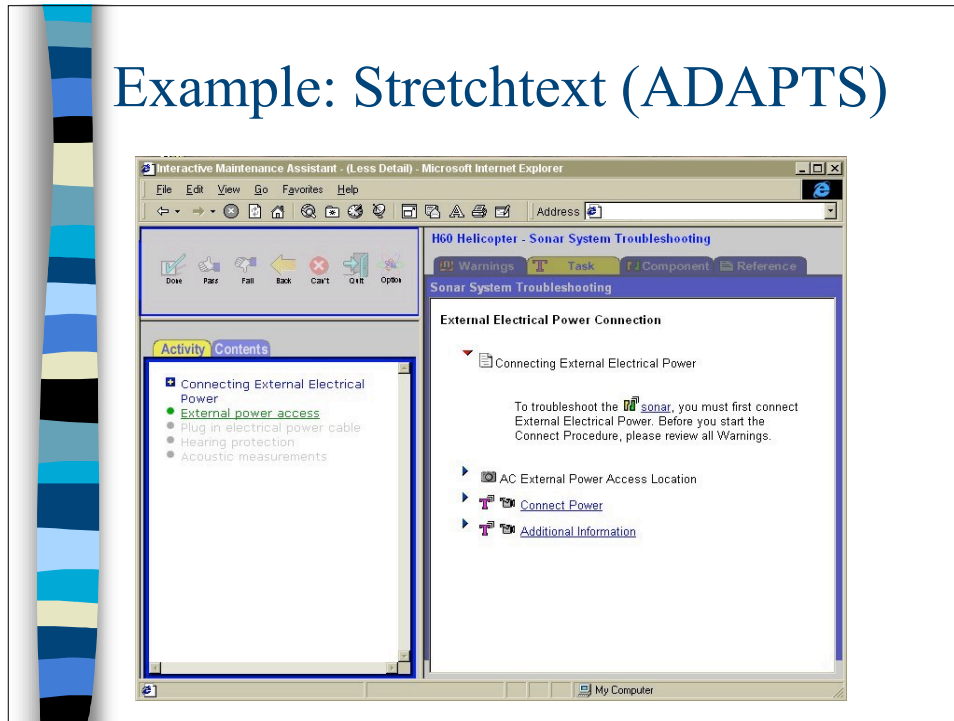 Example: Stretchtext (ADAPTS)
Interactive Maintenance Assistant - (Less Detail) - Microsoft Internet Explorer
File Edit View Go Favorites Help
Address
Done Pass Fail Back Can't Quit Option
H60 Helicopter - Sonar System Troubleshooting
Warnings T Task Component Reference
Sonar System Troubleshooting
Activity Contents
Connecting External Electrical
Power
External power access
Plug in electrical power cable
Hearing protection
Acoustic measurements
External Electrical Power Connection
Connecting External Electrical Power
To troubleshoot the sonar, you must first connect
External Electrical Power. Before you start the
Connect Procedure, please review all Warnings.
AC External Power Access Location
T Connect Power
T Additional Information
My Computer